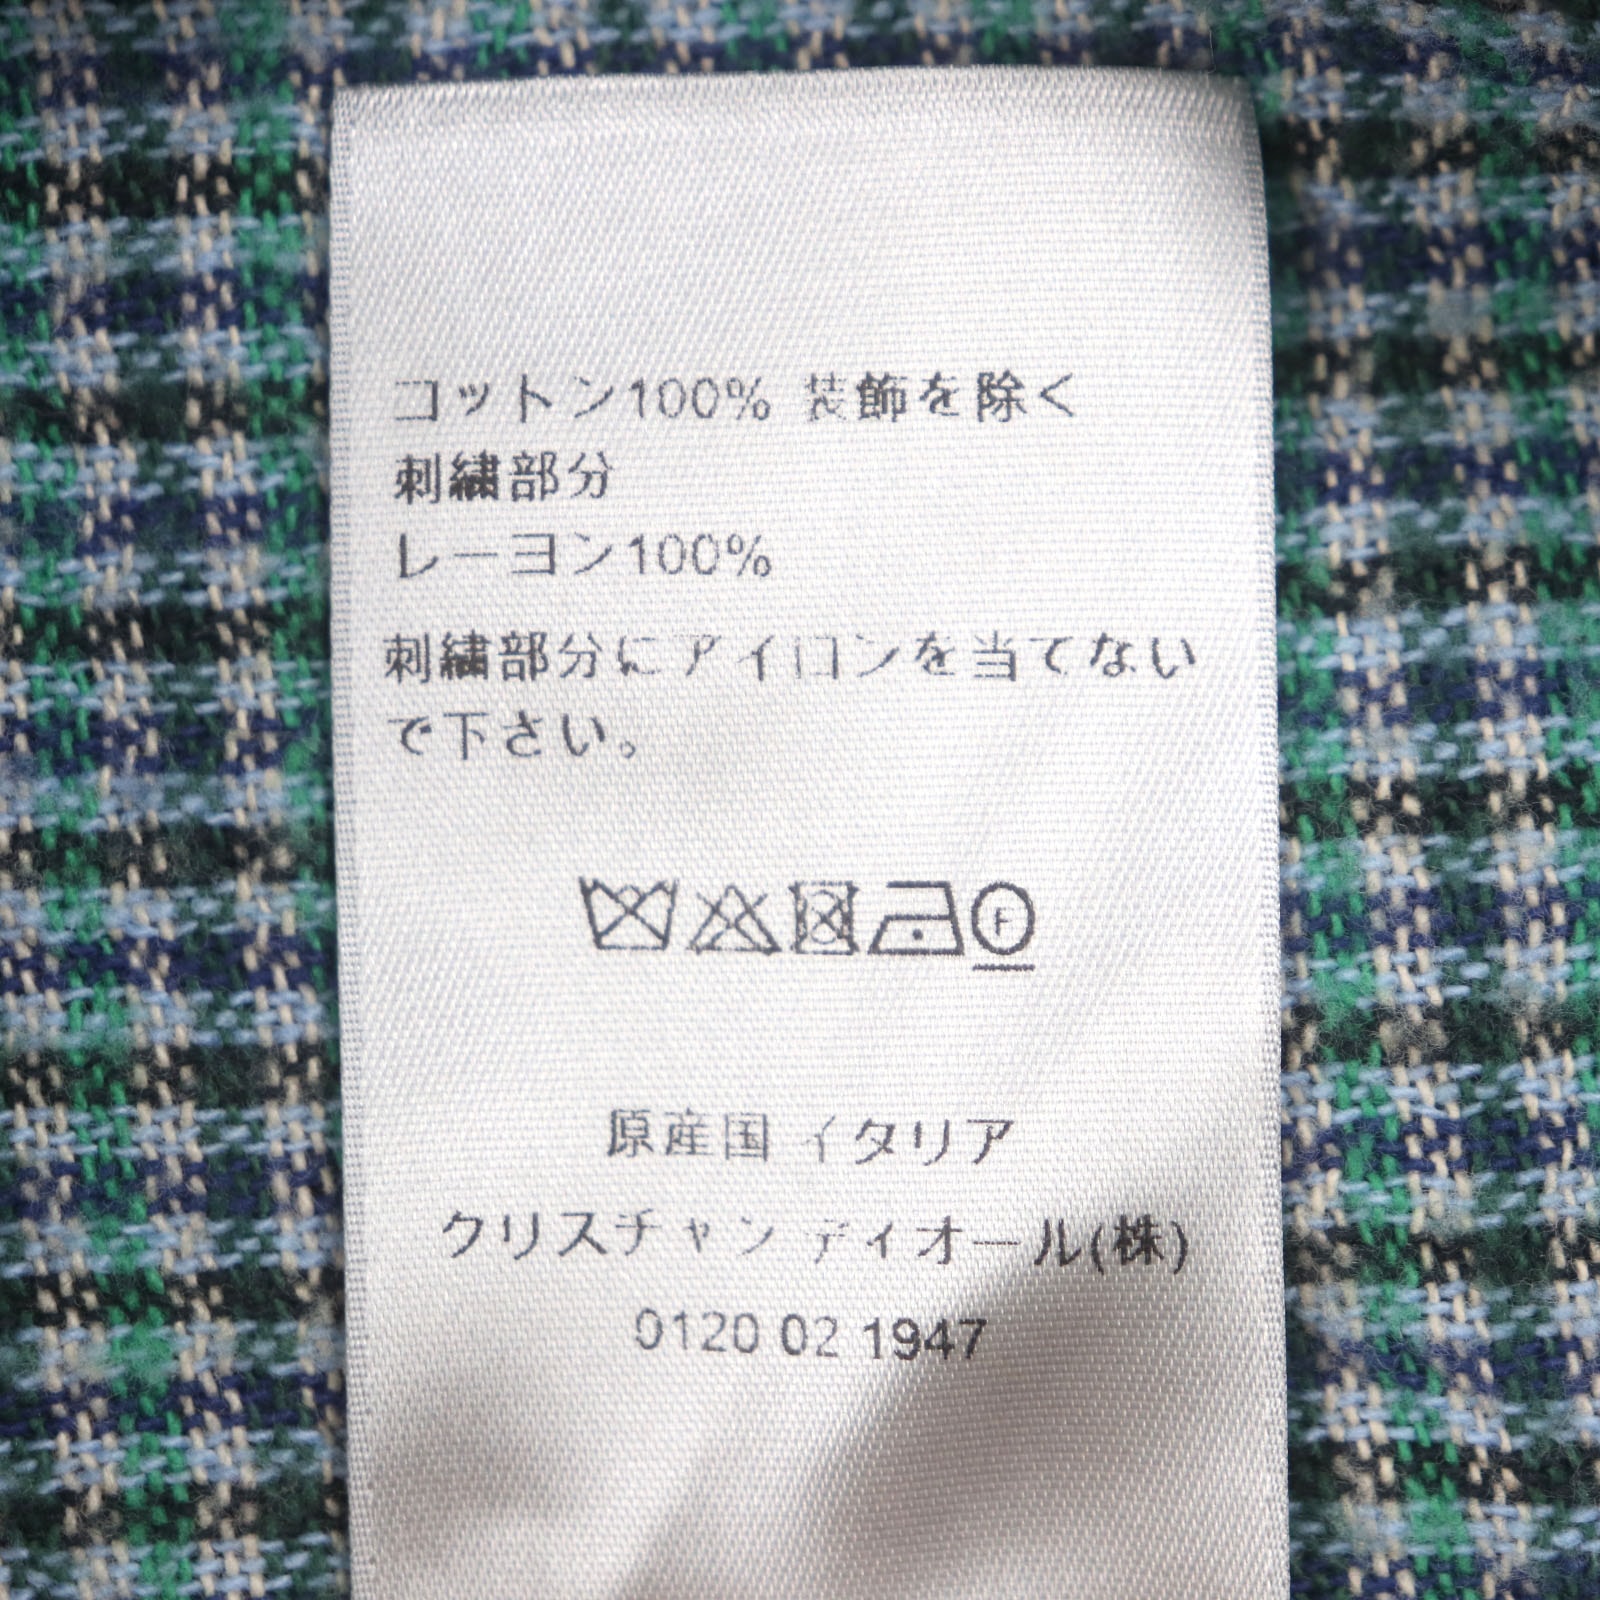 コットン100% 装飾を除く
刺繍部分
レーヨン100%
刺繍部分にアイロンを当てない
で下さい。
F
原産国 イタリア
クリスチャン ディオール(株)
0120 02 1947